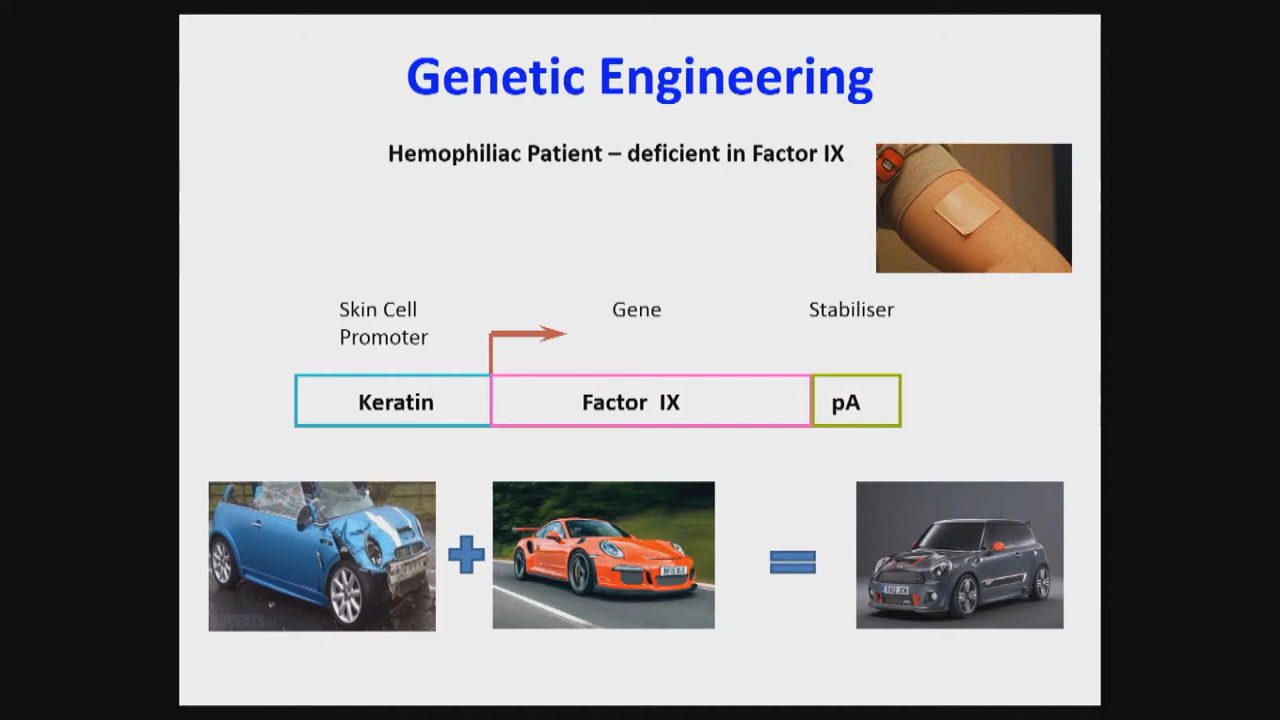 Genetic Engineering
Hemophiliac Patient – deficient in Factor IX
Skin Cell
Promoter
Gene
Stabiliser
Keratin
Factor IX
pA